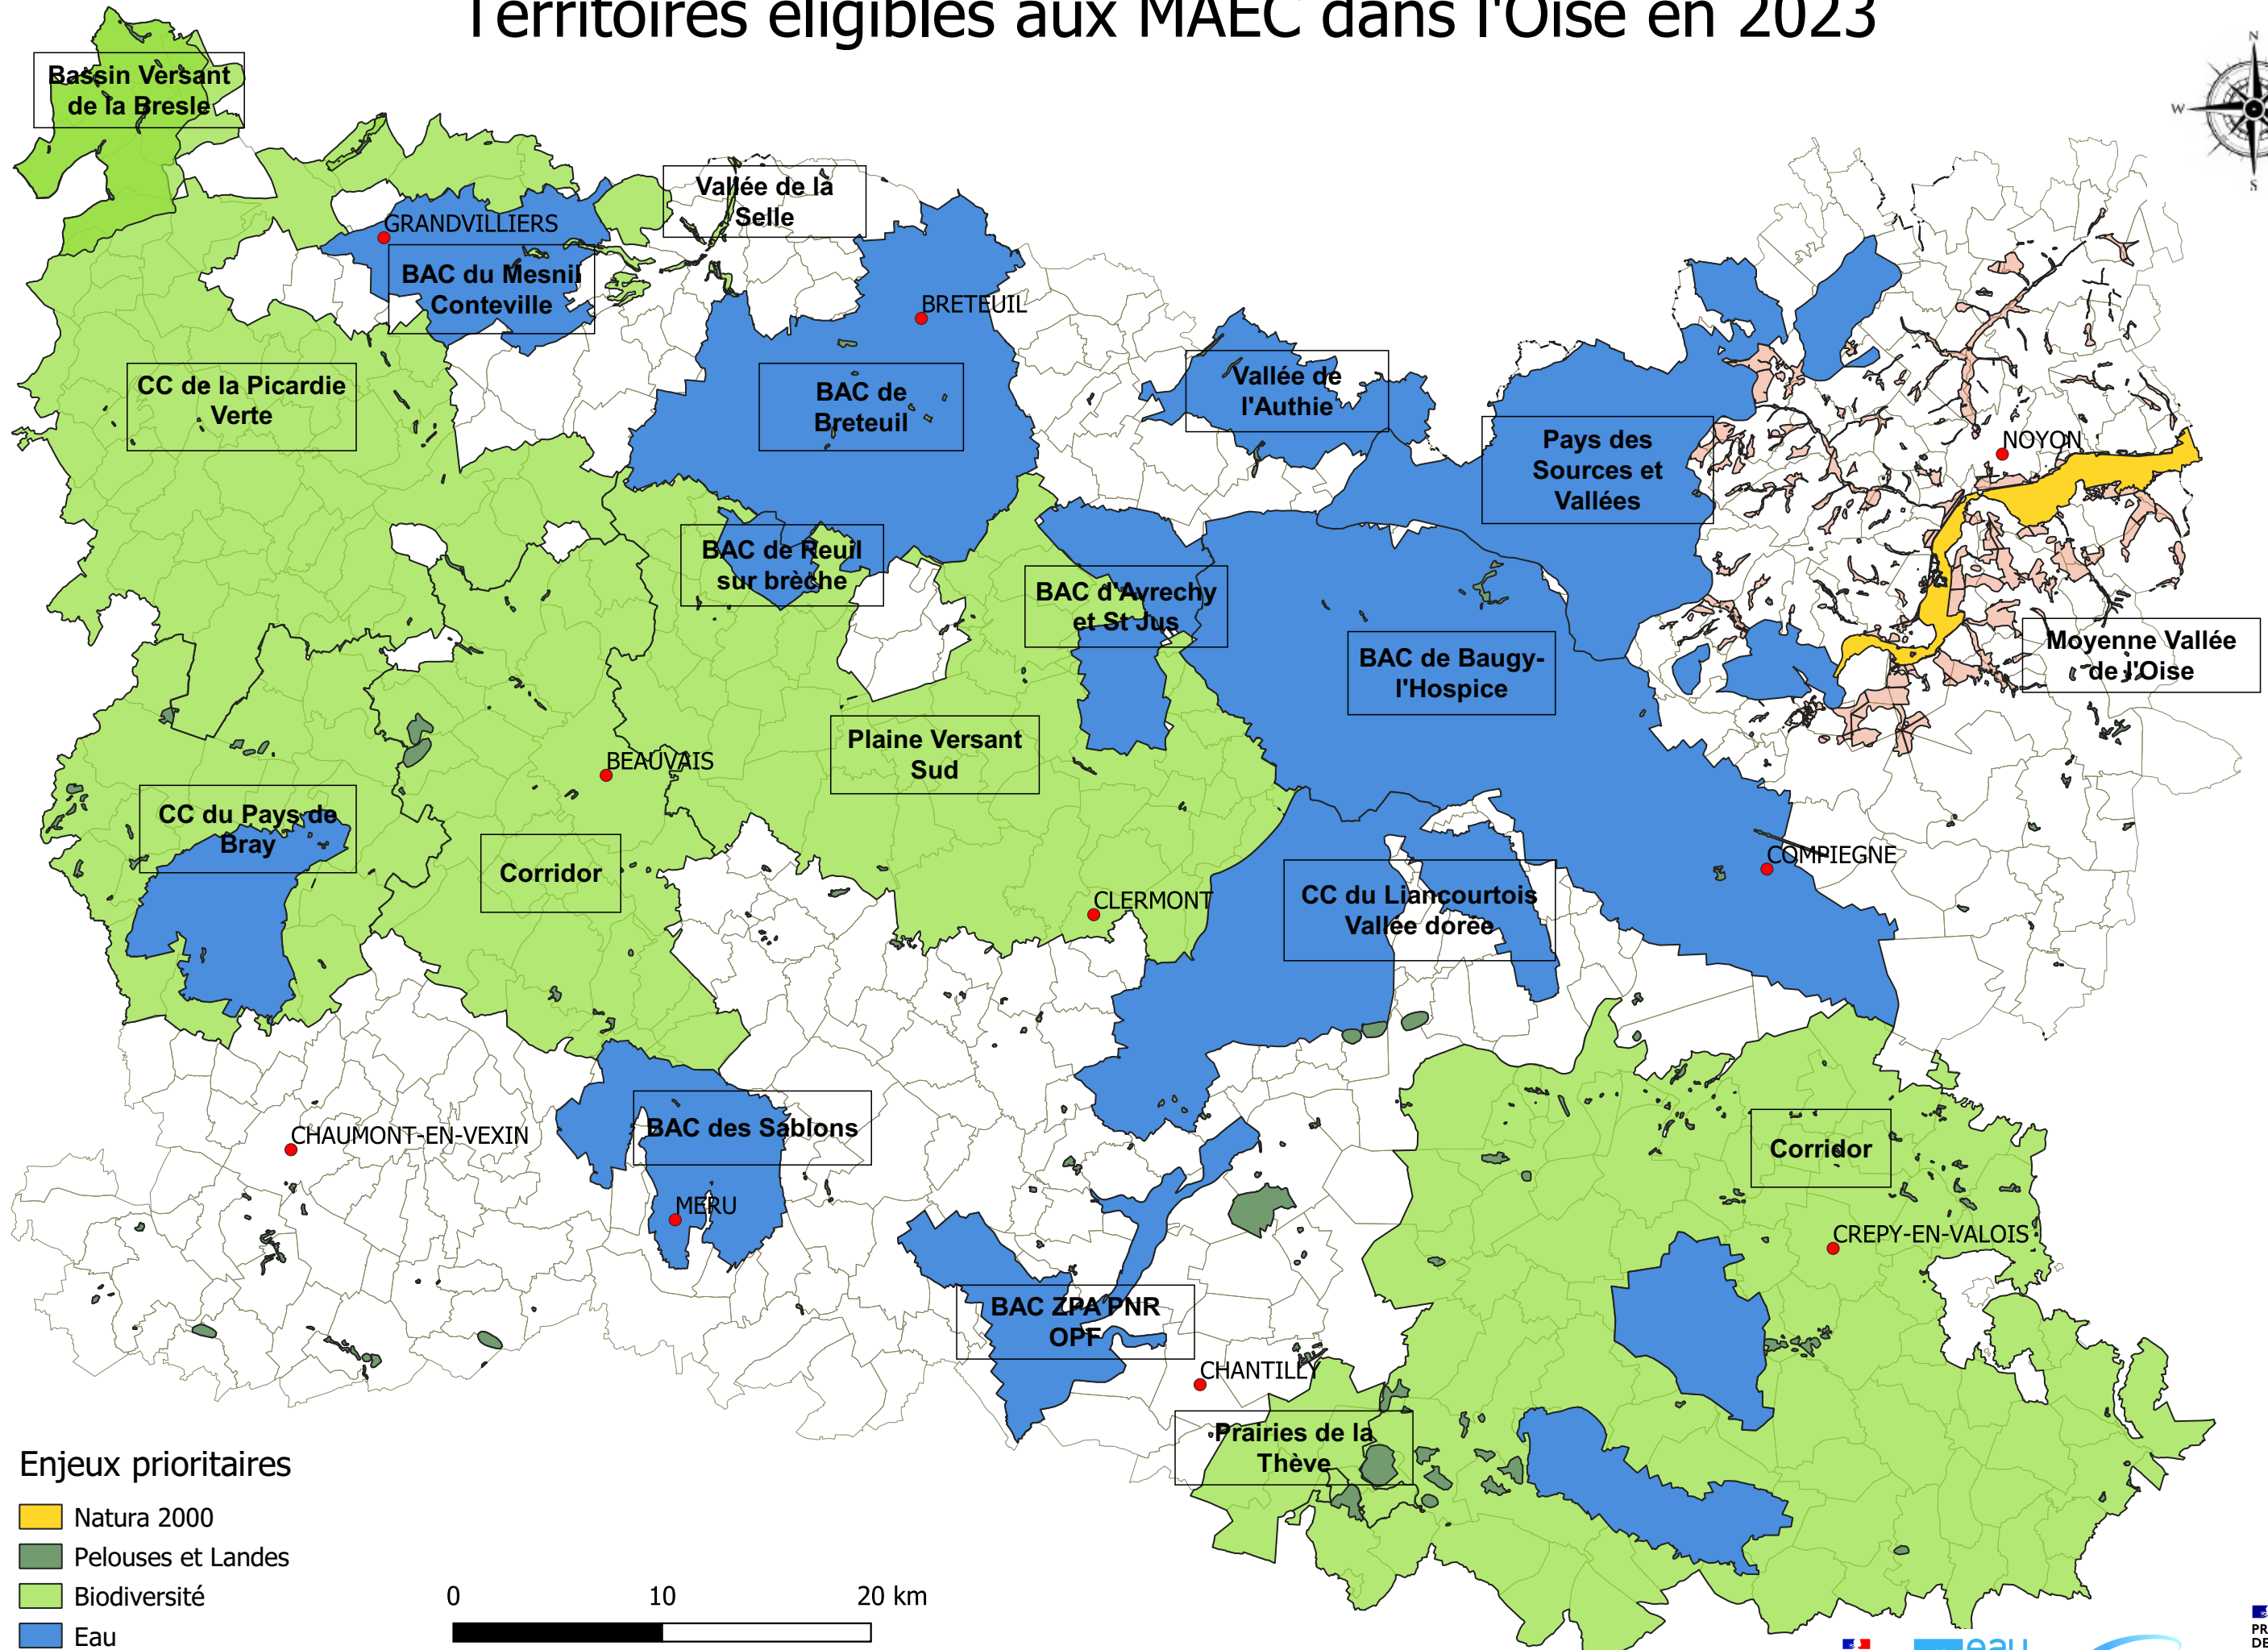 Territoires éligibles aux MAEC dans l'Oise en 2023
N
W
S
Bassin Versant
de la Bresle
Vallée de la
Selle
GRANDVILLIERS
BAC du Mesnil
Conteville
BRETEUIL
CC de la Picardie
Verte
BAC de
Breteuil
Vallée de
l'Authie
Pays des
Sources et
Vallées
NOYON
BAC de Reuil
sur brèche
BAC d'Avrechy
et St Jus
BAC de Baugy-
l'Hospice
Moyenne Vallée
de l'Oise
Plaine Versant
Sud
BEAUVAIS
CC du Pays de
Bray
Corridor
CLERMONT
CC du Liancourtois
Vallée dorée
COMPIEGNE
CHAUMONT-EN-VEXIN
BAC des Sablons
MERU
Corridor
CREPY-EN-VALOIS
BAC ZPA PNR
OPF
CHANTILLY
Prairies de la
Thève
Enjeux prioritaires
Natura 2000
Pelouses et Landes
Biodiversité
Eau
0 10 20 km
eau
PR
DE